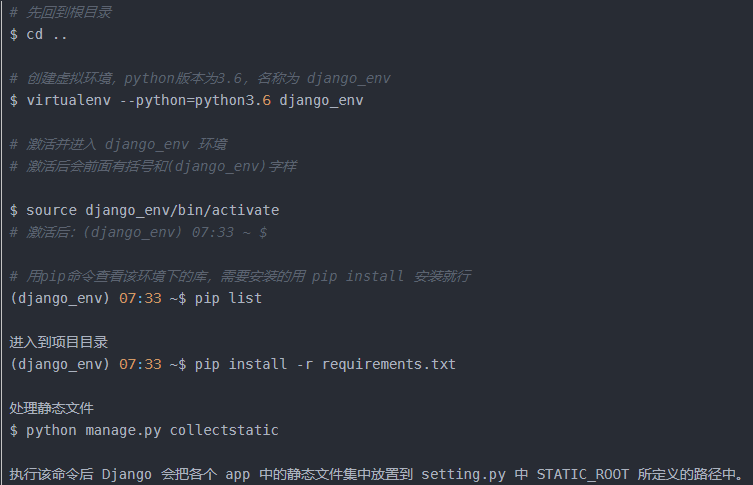 # 先回到根目录
$ cd ..
# 创建虚拟环境，python版本为3.6，名称为 django_env
$ virtualenv --python=python3.6 django_env
# 激活并进入 django_env 环境
# 激活后会前面有括号和(django_env)字样
$ source django_env/bin/activate
# 激活后：(django_env) 07:33 ~ $
# 用pip命令查看该环境下的库，需要安装的用 pip install 安装就行
(django_env) 07:33 ~$ pip list
进入到项目目录
(django_env) 07:33 ~$ pip install -r requirements.txt
处理静态文件
$ python manage.py collectstatic
执行该命令后 Django 会把各个 app 中的静态文件集中放置到 setting.py 中 STATIC_ROOT 所定义的路径中。